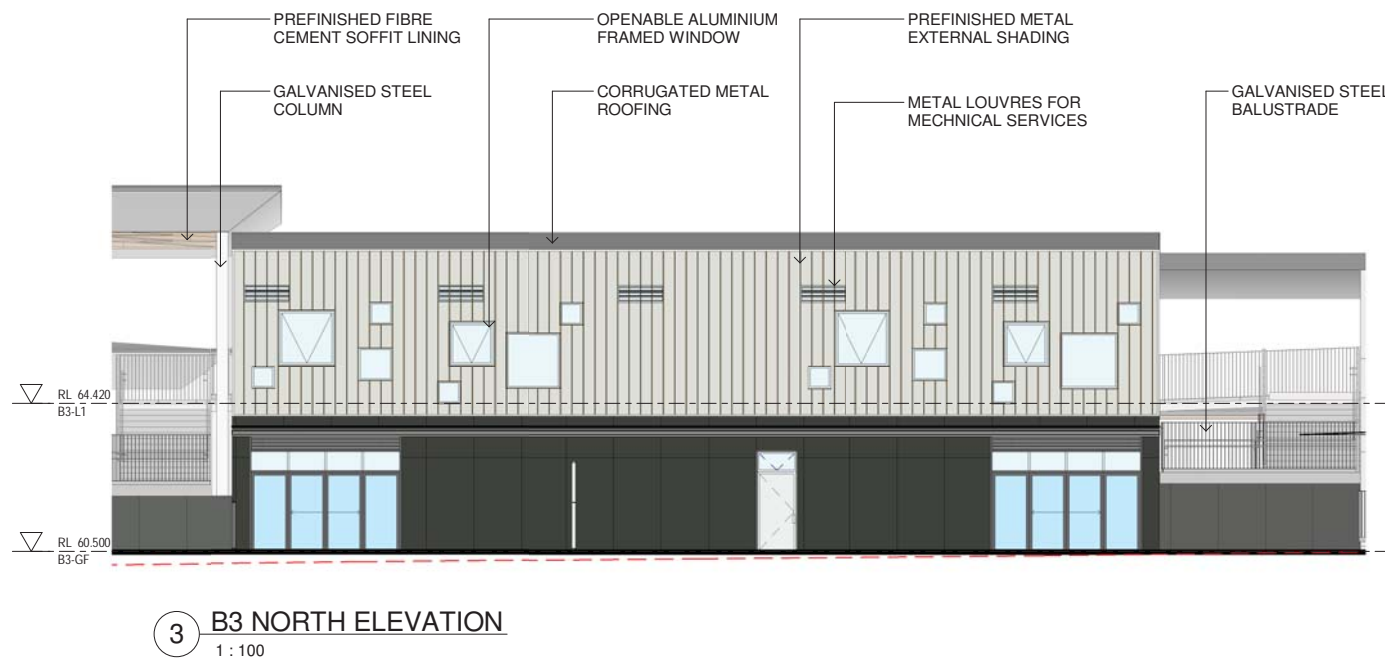 PREFINISHED FIBRE
CEMENT SOFFIT LINING
OPENABLE ALUMINIUM
FRAMED WINDOW
PREFINISHED METAL
EXTERNAL SHADING
GALVANISED STEEL
COLUMN
CORRUGATED METAL
ROOFING
METAL LOUVRES FOR
MECHNICAL SERVICES
GALVANISED STEEL
BALUSTRADE
RL 64.420
B3-L1
RL 60.500
B3-GF
3 B3 NORTH ELEVATION
1 : 100